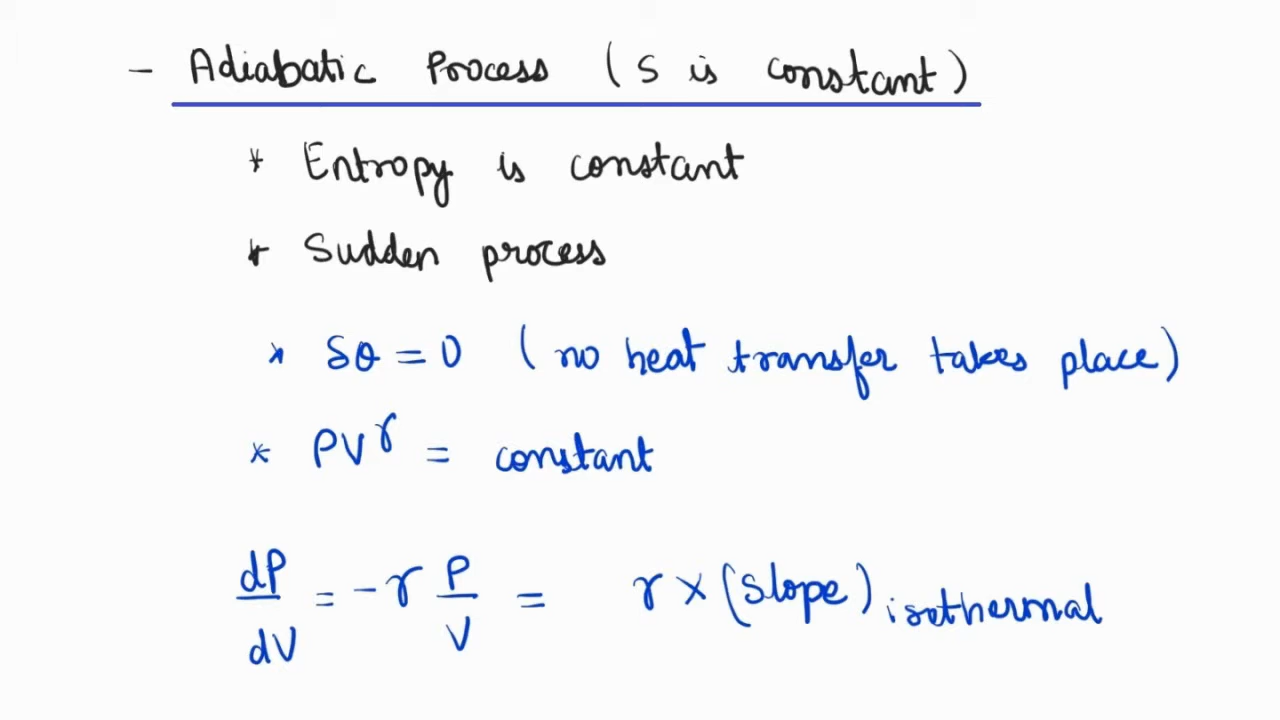 - Adiabatic Process (S is constant)
* Entropy is constant
* Sudden process
* δQ = 0 (no heat transfer takes place)
* PV^γ = constant
dP/dV = -γ P/V = γ × (slope) isothermal